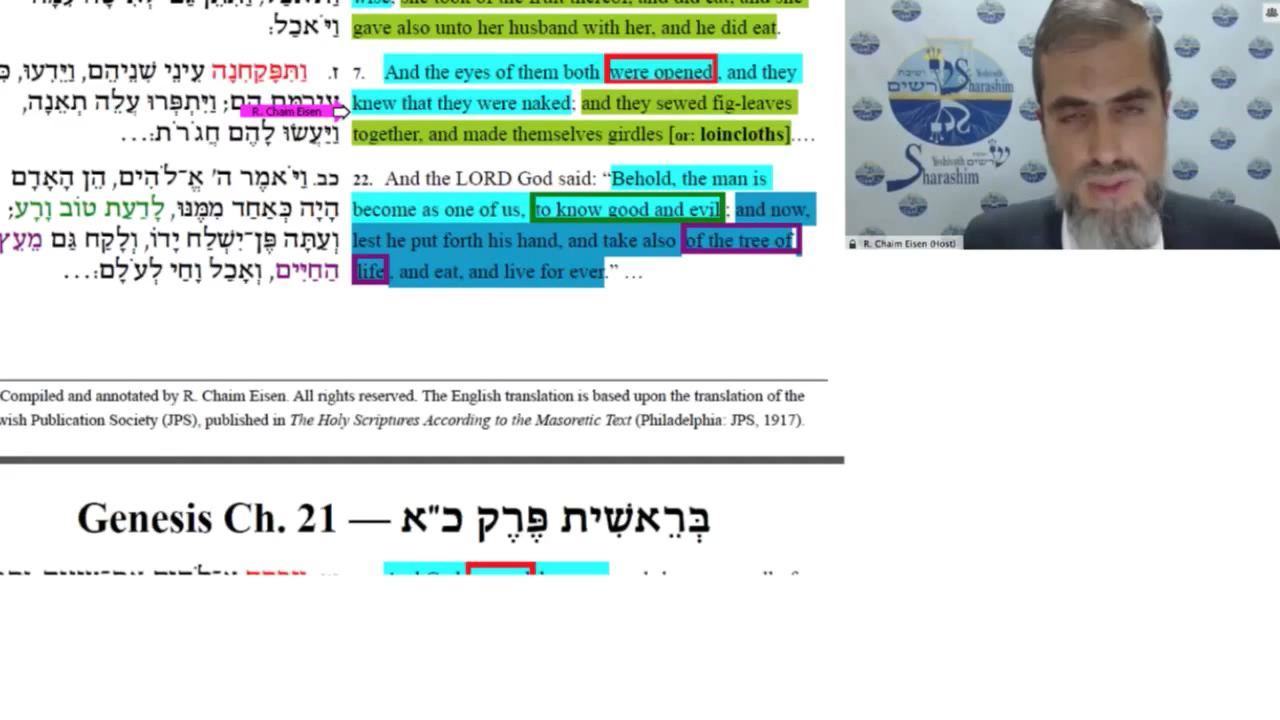 gave also unto her husband with her, and he did eat.
וַיֹּאכַל:
7. And the eyes of them both were opened, and they
ז. וַתִּפָּקַחְנָה עֵינֵי שְׁנֵיהֶם, וַיֵּדְעוּ,
knew that they were naked; and they sewed fig-leaves
הֵם; וַיִּתְפְּרוּ עֲלֵה תְאֵנָה,
R. Chaim Eisen
together, and made themselves girdles [or: loincloths]....
וַיַּעֲשׂוּ לָהֶם חֲגֹרֹת:...
22. And the LORD God said: “Behold, the man is
כב. וַיֹּאמֶר ה' אֱ־לֹהִים, הֵן הָאָדָם
become as one of us, to know good and evil; and now,
הָיָה כְּאַחַד מִמֶּנּוּ, לָדַעַת טוֹב וָרָע;
lest he put forth his hand, and take also of the tree of
וְעַתָּה פֶּן־יִשְׁלַח יָדוֹ, וְלָקַח גַּם מֵעֵץ
life, and eat, and live for ever.” ...
הַחַיִּים, וְאָכַל וָחַי לְעֹלָם:...
Compiled and annotated by R. Chaim Eisen. All rights reserved. The English translation is based upon the translation of the
wish Publication Society (JPS), published in The Holy Scriptures According to the Masoretic Text (Philadelphia: JPS, 1917).
Genesis Ch. 21 — בְּרֵאשִׁית פֶּרֶק כ"א
Yeshivath
Sharashim
Yeshivath
Sharashim
R. Chaim Eisen (Host)